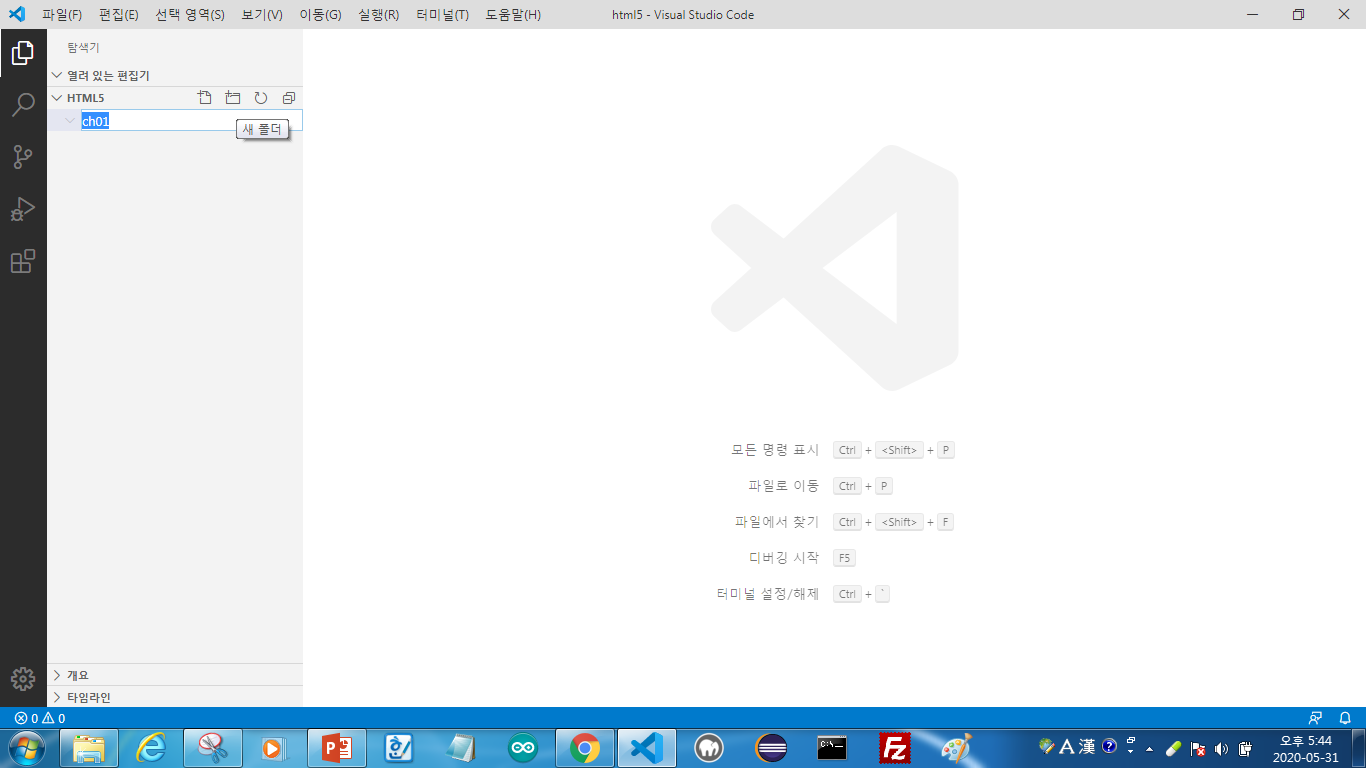 파일(F) 편집(E) 선택 영역(S) 보기(V) 이동(G) 실행(R) 터미널(T) 도움말(H) html5 - Visual Studio Code
탐색기
열려 있는 편집기
HTML5
ch01
새 폴더
모든 명령 표시 Ctrl + <Shift> + P
파일로 이동 Ctrl + P
파일에서 찾기 Ctrl + <Shift> + F
디버깅 시작 F5
터미널 설정/해제 Ctrl + `
개요
타임라인
0 0
A 漢 ?
C:\_
Fz
오후 5:44
2020-05-31